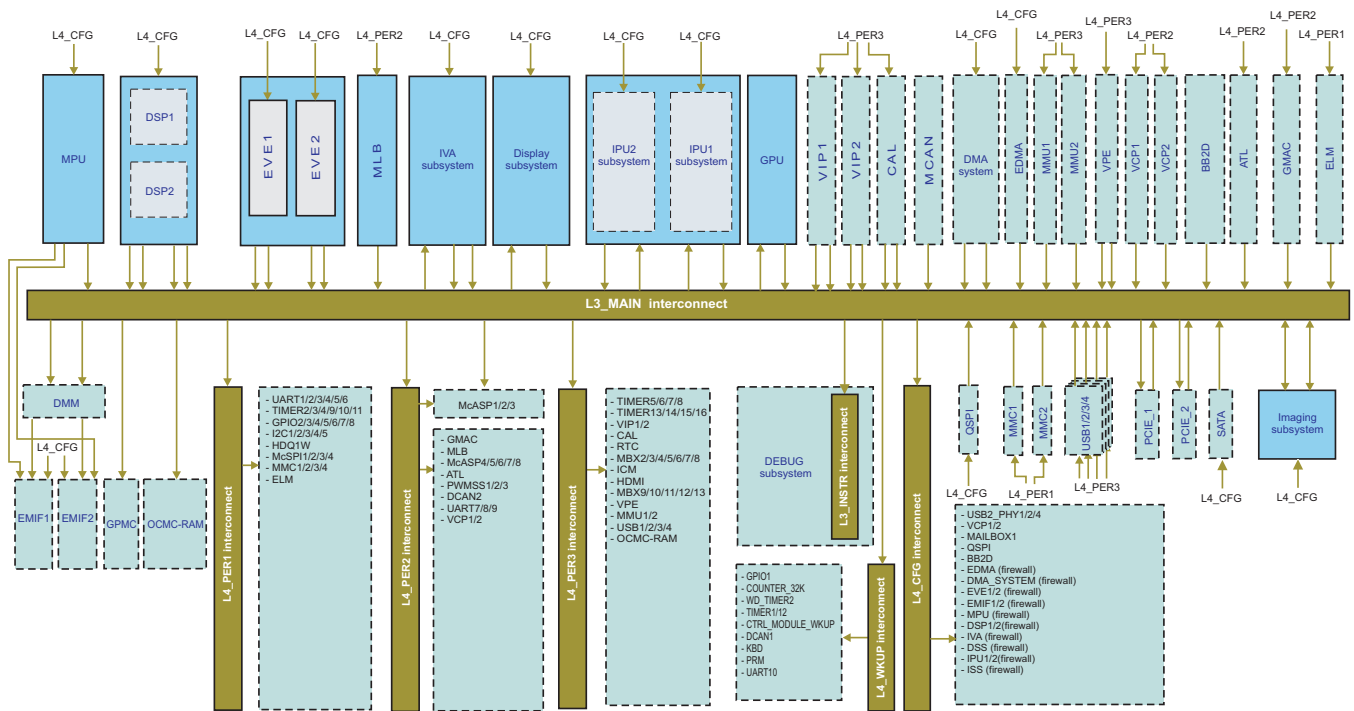 L4_CFG
L4_CFG
L4_CFG
L4_CFG
L4_PER2
L4_CFG
L4_CFG
L4_CFG
L4_CFG
L4_PER3
L4_CFG
L4_CFG
L4_PER3
L4_PER3
L4_PER2
L4_PER2
L4_PER2
L4_PER1
MPU
DSP1
DSP2
EVE1
EVE2
MLB
IVA
subsystem
Display
subsystem
IPU2
subsystem
IPU1
subsystem
GPU
VIP1
VIP2
CAL
MCAN
DMA
system
EDMA
MMU1
MMU2
VPE
VCP1
VCP2
BB2D
ATL
GMAC
ELM
L3_MAIN interconnect
DMM
L4_CFG
EMIF1
EMIF2
GPMC
OCMC-RAM
L4_PER1 interconnect
- UART1/2/3/4/5/6
- TIMER2/3/4/9/10/11
- GPIO2/3/4/5/6/7/8
- I2C1/2/3/4/5
- HDQ1W
- McSPI1/2/3/4
- MMC1/2/3/4
- ELM
L4_PER2 interconnect
McASP1/2/3
- GMAC
- MLB
- McASP4/5/6/7/8
- ATL
- PWMSS1/2/3
- DCAN2
- UART7/8/9
- VCP1/2
L4_PER3 interconnect
- TIMER5/6/7/8
- TIMER13/14/15/16
- VIP1/2
- CAL
- RTC
- MBX2/3/4/5/6/7/8
- ICM
- HDMI
- MBX9/10/11/12/13
- VPE
- MMU1/2
- USB1/2/3/4
- OCMC-RAM
DEBUG
subsystem
L3_INSTR interconnect
- GPIO1
- COUNTER_32K
- WD_TIMER2
- TIMER1/12
- CTRL_MODULE_WKUP
- DCAN1
- KBD
- PRM
- UART10
L4_WKUP interconnect
L4_CFG interconnect
QSPI
L4_CFG
MMC1
MMC2
L4_PER1
USB1/2/3/4
L4_PER3
PCIE_1
PCIE_2
SATA
L4_CFG
Imaging
subsystem
L4_CFG
- USB2_PHY1/2/4
- VCP1/2
- MAILBOX1
- QSPI
- BB2D
- EDMA (firewall)
- DMA_SYSTEM (firewall)
- EVE1/2 (firewall)
- EMIF1/2 (firewall)
- MPU (firewall)
- DSP1/2(firewall)
- IVA (firewall)
- DSS (firewall)
- IPU1/2(firewall)
- ISS (firewall)